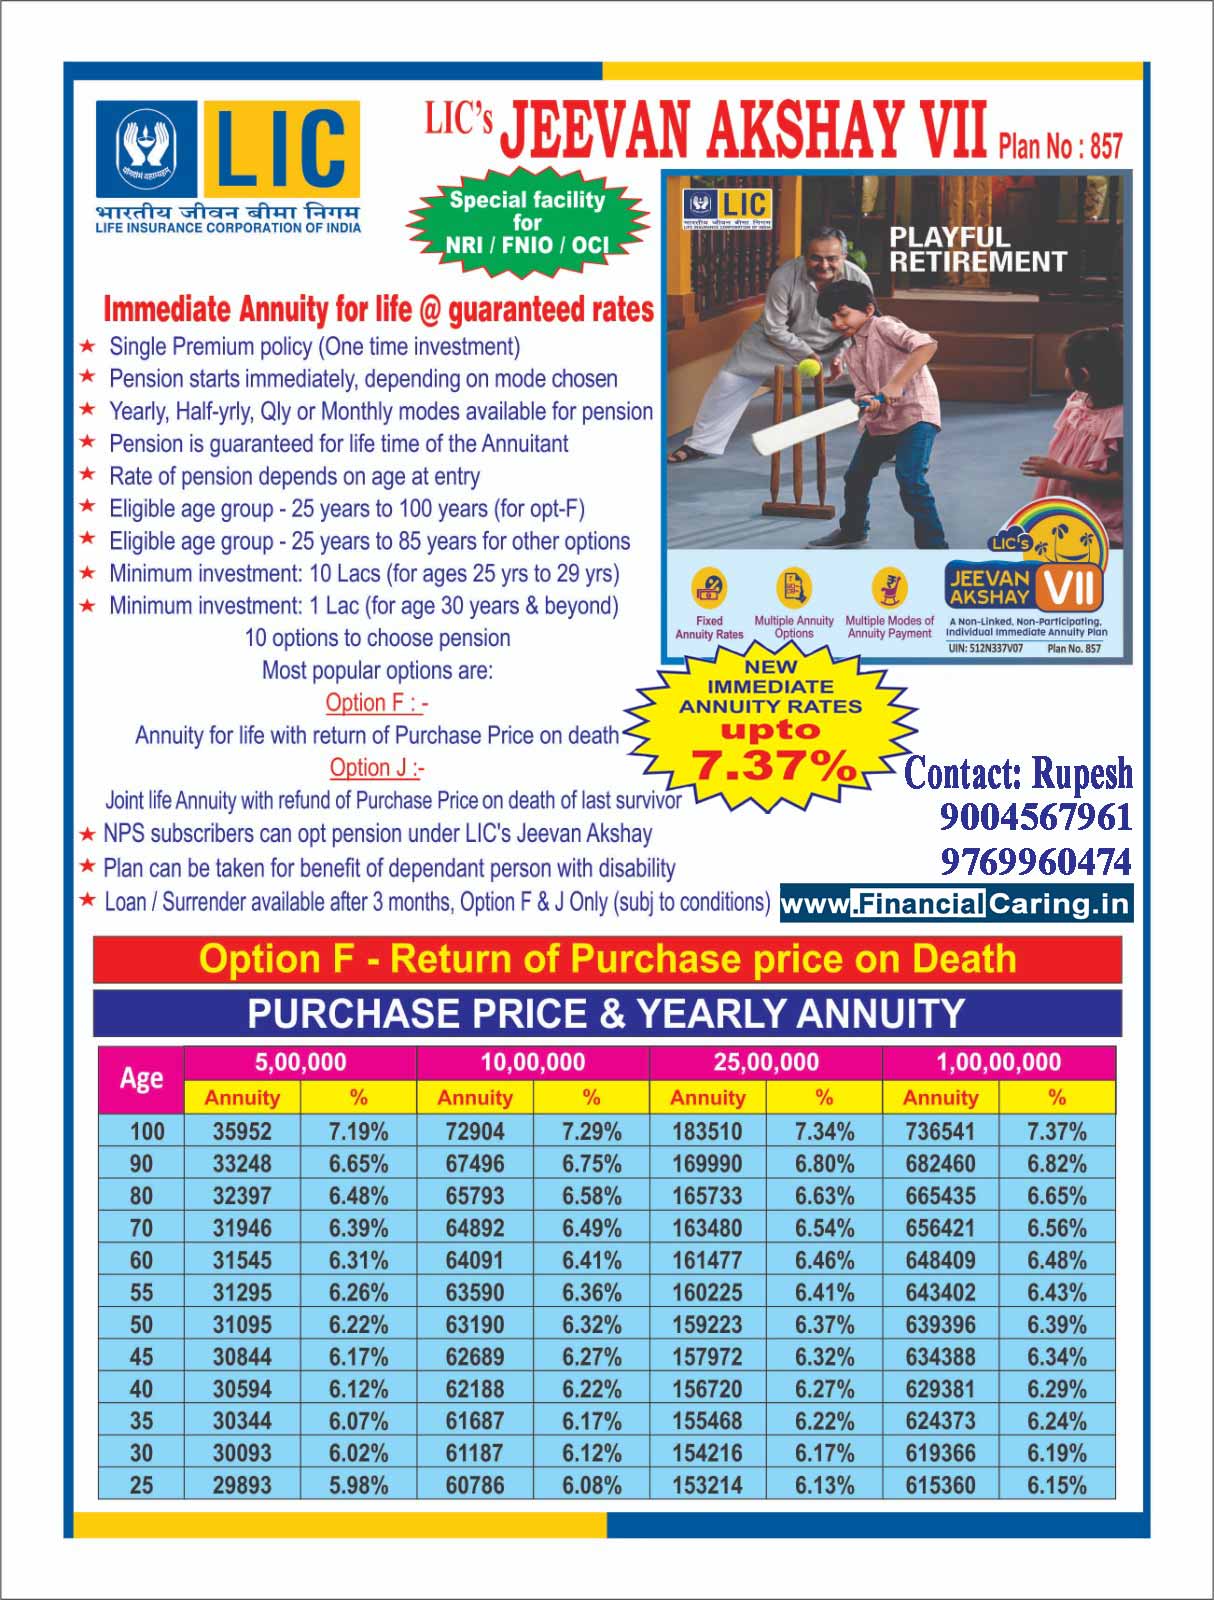 LIC
भारतीय जीवन बीमा निगम
LIFE INSURANCE CORPORATION OF INDIA
LIC's JEEVAN AKSHAY VII Plan No : 857
Special facility
for
NRI / FNIO / OCI
LIC
भारतीय जीवन बीमा निगम
PLAYFUL
RETIREMENT
Immediate Annuity for life @ guaranteed rates
★ Single Premium policy (One time investment)
★ Pension starts immediately, depending on mode chosen
★ Yearly, Half-yrly, Qly or Monthly modes available for pension
★ Pension is guaranteed for life time of the Annuitant
★ Rate of pension depends on age at entry
★ Eligible age group - 25 years to 100 years (for opt-F)
★ Eligible age group - 25 years to 85 years for other options
★ Minimum investment: 10 Lacs (for ages 25 yrs to 29 yrs)
★ Minimum investment: 1 Lac (for age 30 years & beyond)
10 options to choose pension
Most popular options are:
Option F : -
Annuity for life with return of Purchase Price on death
Option J :-
Joint life Annuity with refund of Purchase Price on death of last survivor
★ NPS subscribers can opt pension under LIC's Jeevan Akshay
★ Plan can be taken for benefit of dependant person with disability
★ Loan / Surrender available after 3 months, Option F & J Only (subj to conditions)
Fixed
Annuity Rates
Multiple Annuity
Options
Multiple Modes of
Annuity Payment
LIC's
JEEVAN
AKSHAY VII
A Non-Linked, Non-Participating,
Individual Immediate Annuity Plan
UIN: 512N337V07 Plan No. 857
NEW
IMMEDIATE
ANNUITY RATES
upto
7.37%
Contact: Rupesh
9004567961
9769960474
www.FinancialCaring.in
Option F - Return of Purchase price on Death
PURCHASE PRICE & YEARLY ANNUITY
Age 5,00,000 10,00,000 25,00,000 1,00,00,000
Annuity % Annuity % Annuity % Annuity %
100 35952 7.19% 72904 7.29% 183510 7.34% 736541 7.37%
90 33248 6.65% 67496 6.75% 169990 6.80% 682460 6.82%
80 32397 6.48% 65793 6.58% 165733 6.63% 665435 6.65%
70 31946 6.39% 64892 6.49% 163480 6.54% 656421 6.56%
60 31545 6.31% 64091 6.41% 161477 6.46% 648409 6.48%
55 31295 6.26% 63590 6.36% 160225 6.41% 643402 6.43%
50 31095 6.22% 63190 6.32% 159223 6.37% 639396 6.39%
45 30844 6.17% 62689 6.27% 157972 6.32% 634388 6.34%
40 30594 6.12% 62188 6.22% 156720 6.27% 629381 6.29%
35 30344 6.07% 61687 6.17% 155468 6.22% 624373 6.24%
30 30093 6.02% 61187 6.12% 154216 6.17% 619366 6.19%
25 29893 5.98% 60786 6.08% 153214 6.13% 615360 6.15%